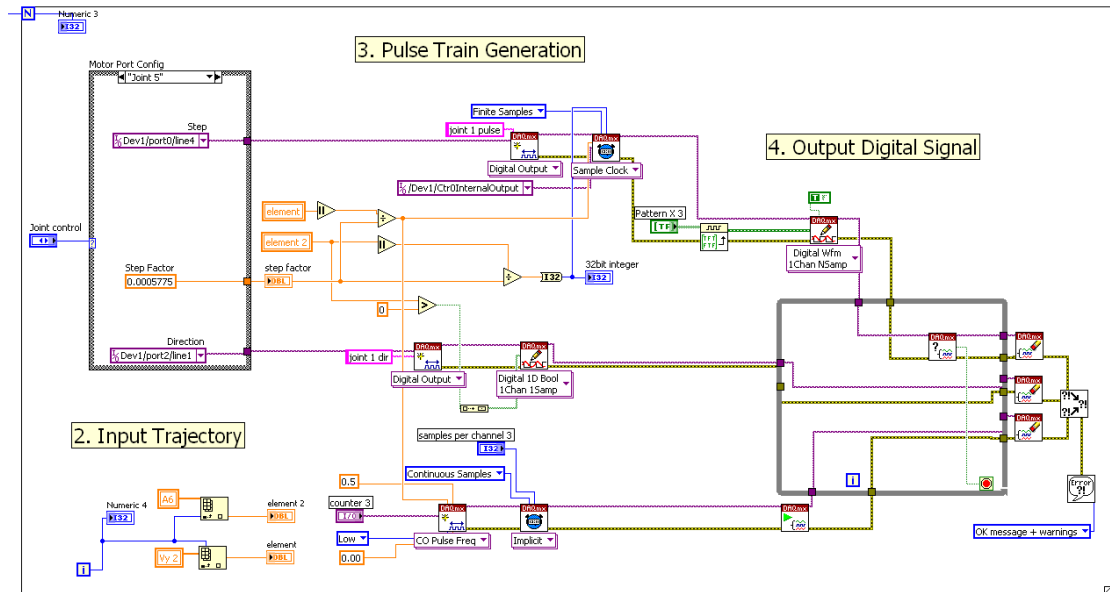 N
Numeric 3
I32
3. Pulse Train Generation
Motor Port Config
"Joint 5"
Finite Samples
Step
Dev1/port0/line4
joint 1 pulse
DAQmx
DAQmx
4. Output Digital Signal
Digital Output
Sample Clock
/Dev1/Ctr0InternalOutput
element
Pattern X 3
TF
DAQmx
Joint control
element 2
Digital Wfm
1Chan NSamp
Step Factor
0.0005775
step factor
DBL
I32
32bit integer
I32
0
Direction
Dev1/port2/line1
joint 1 dir
DAQmx
DAQmx
DAQmx
DAQmx
Digital Output
Digital 1D Bool
1Chan 1Samp
DAQmx
2. Input Trajectory
samples per channel 3
I32
DAQmx
Continuous Samples
0.5
i
A6
element 2
DBL
Numeric 4
I32
counter 3
I/O
DAQmx
DAQmx
DAQmx
Error
?!
Vy 2
element
DBL
Low
CO Pulse Freq
Implicit
OK message + warnings
i
0.00